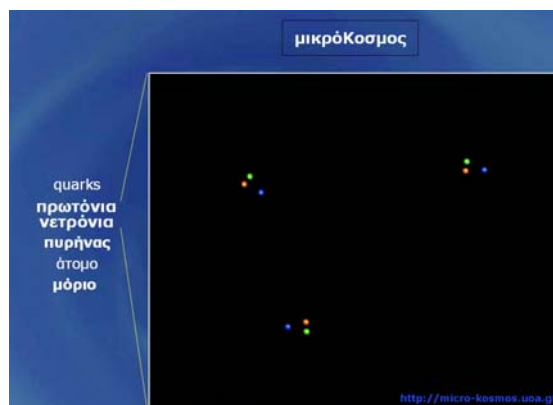 μικρόΚοσμος
quarks
πρωτόνια
νετρόνια
πυρήνας
άτομο
μόριο
http://micro-kosmos.uoa.g